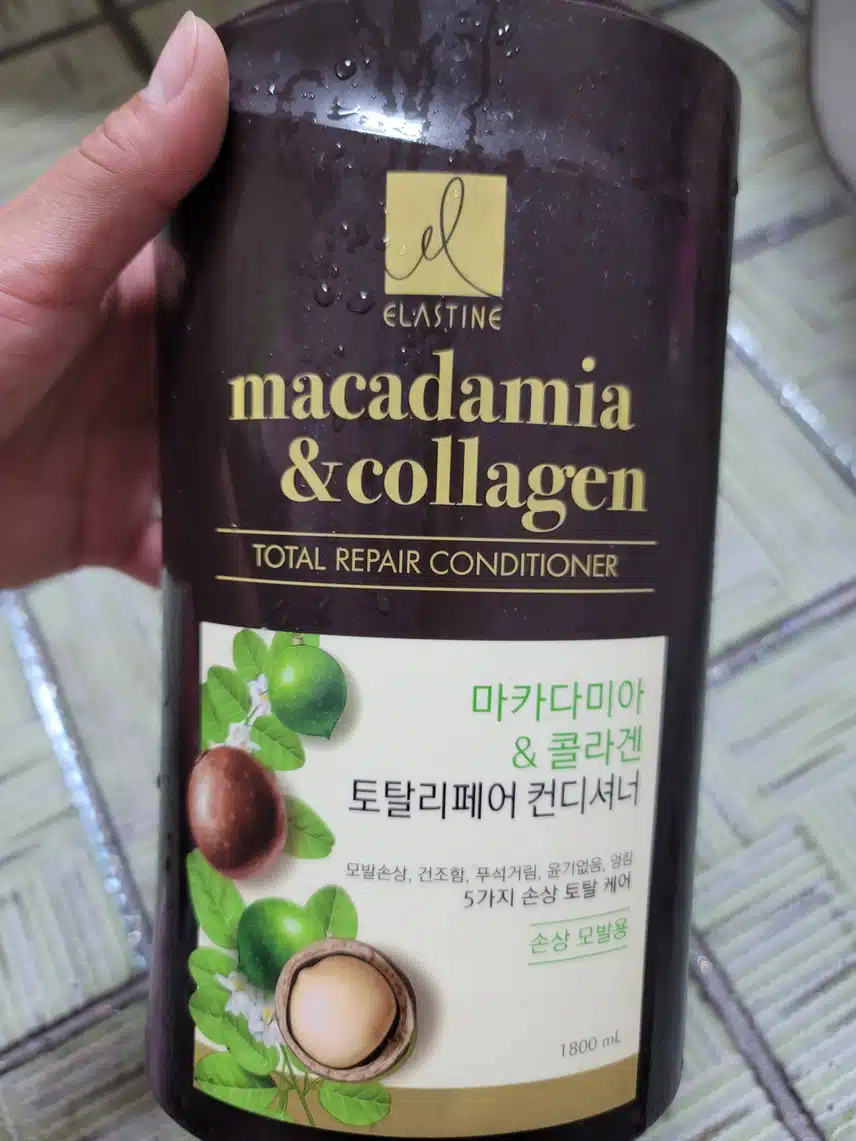 el
ELASTINE
macadamia
&collagen
TOTAL REPAIR CONDITIONER
마카다미아
& 콜라겐
토탈리페어 컨디셔너
모발손상, 건조함, 푸석거림, 윤기없음, 엉킴
5가지 손상 토탈 케어
손상 모발용
1800 mL